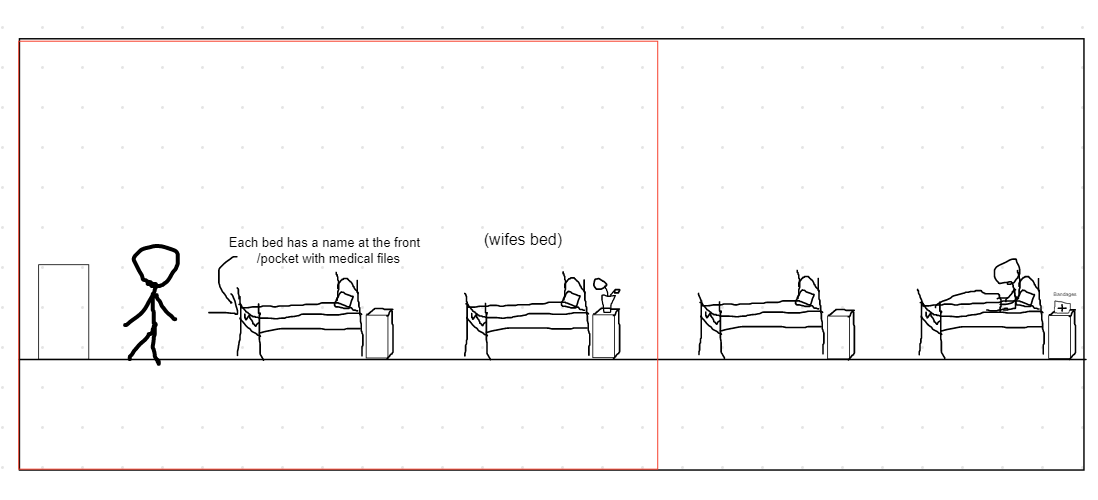 Each bed has a name at the front
/pocket with medical files
(wifes bed)
Bandages